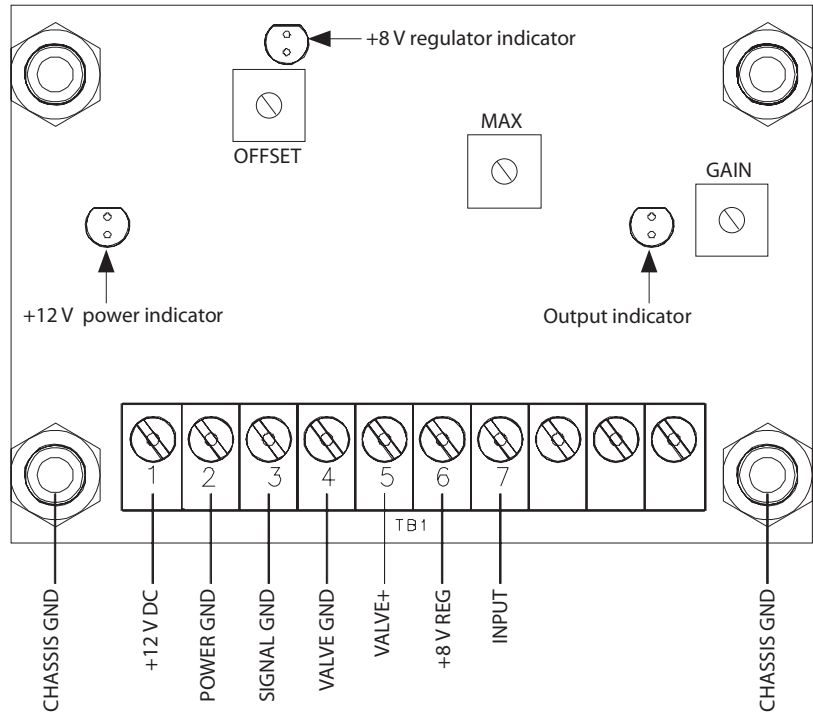 +8 V regulator indicator
OFFSET
MAX
GAIN
+12 V power indicator
Output indicator
1 2 3 4 5 6 7
TB1
CHASSIS GND
+12 V DC
POWER GND
SIGNAL GND
VALVE GND
VALVE+
+8 V REG
INPUT
CHASSIS GND